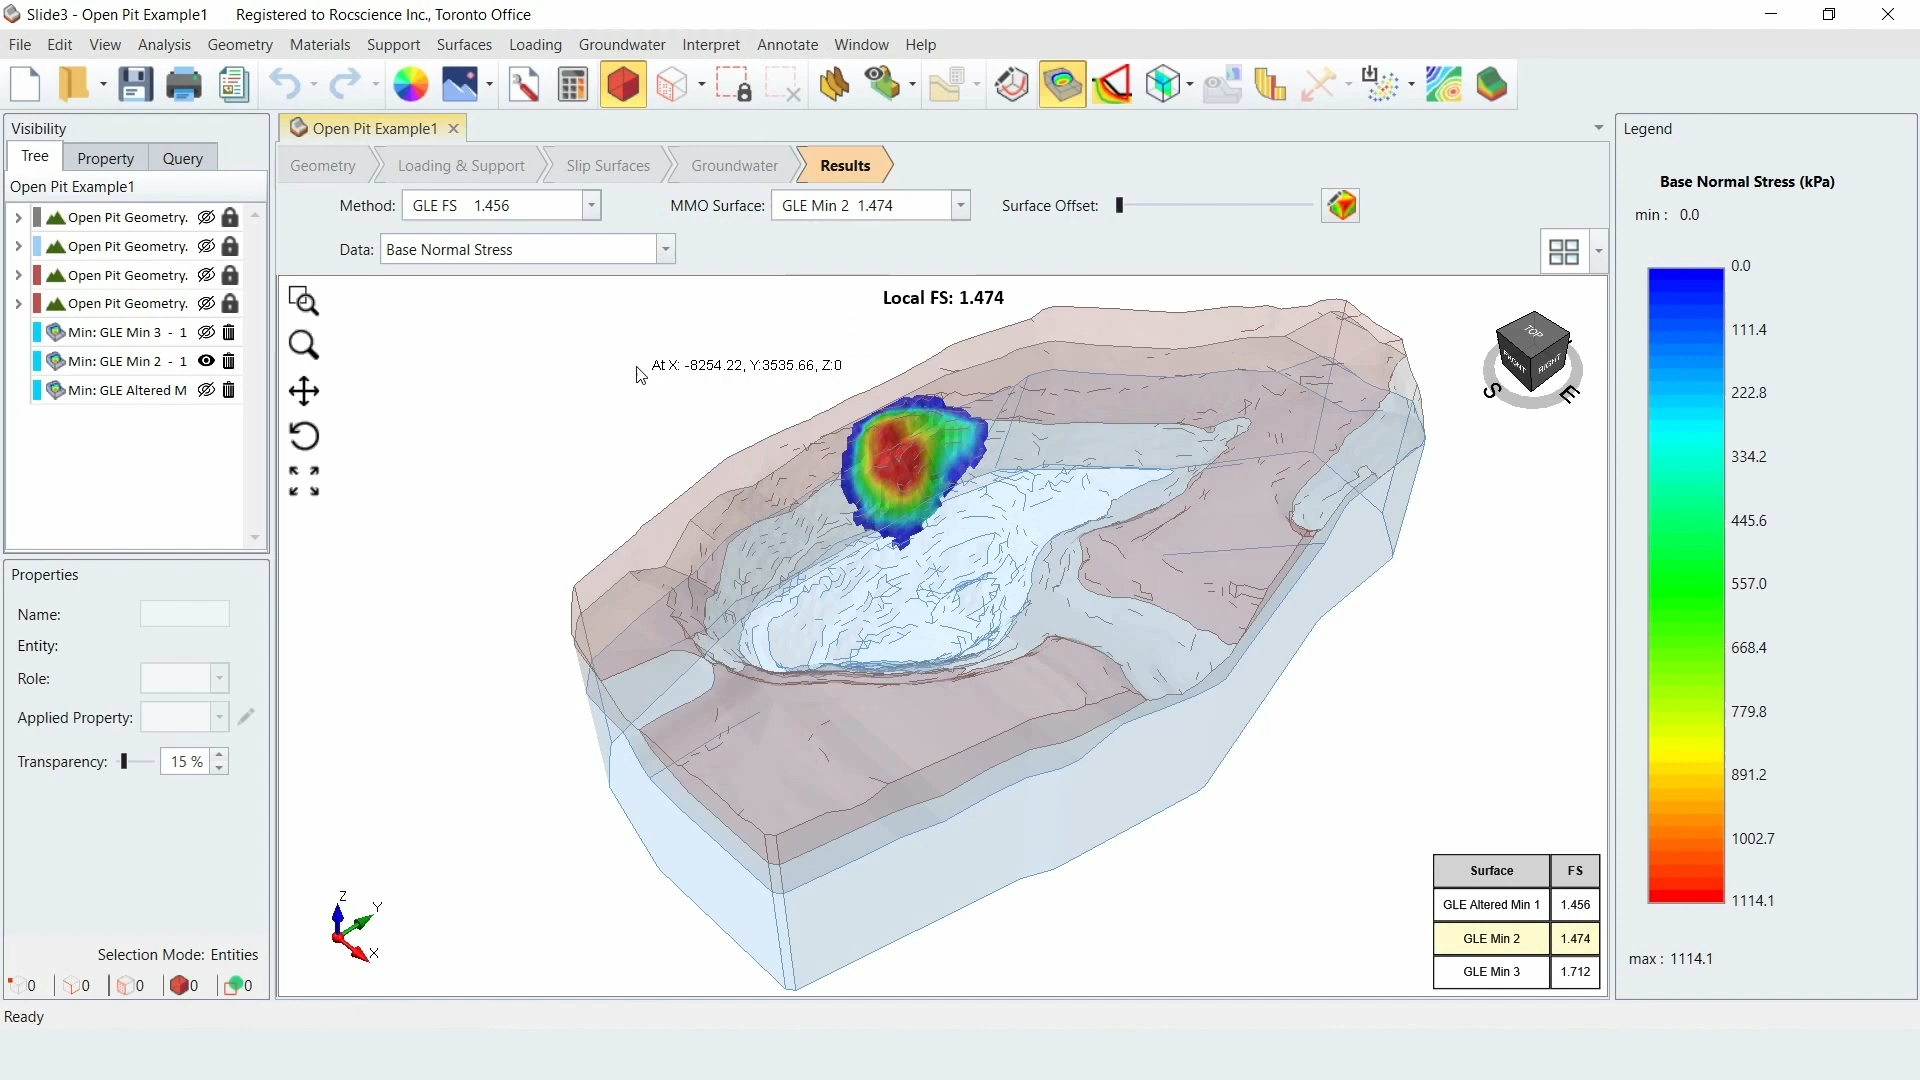 Slide3 - Open Pit Example1 Registered to Rocscience Inc., Toronto Office
File Edit View Analysis Geometry Materials Support Surfaces Loading Groundwater Interpret Annotate Window Help
Visibility
Tree Property Query
Open Pit Example1
Open Pit Geometry.
Open Pit Geometry.
Open Pit Geometry.
Open Pit Geometry.
Min: GLE Min 3 - 1
Min: GLE Min 2 - 1
Min: GLE Altered M
Properties
Name:
Entity:
Role:
Applied Property:
Transparency: 15 %
Selection Mode: Entities
0 0 0 0 0
Ready
Open Pit Example1
Geometry Loading & Support Slip Surfaces Groundwater Results
Method: GLE FS 1.456 MMO Surface: GLE Min 2 1.474 Surface Offset:
Data: Base Normal Stress
Local FS: 1.474
At X: -8254.22, Y:3535.66, Z:0
TOP
FRONT RIGHT
S E
Z
Y
X
Surface FS
GLE Altered Min 1 1.456
GLE Min 2 1.474
GLE Min 3 1.712
Legend
Base Normal Stress (kPa)
min : 0.0
0.0
111.4
222.8
334.2
445.6
557.0
668.4
779.8
891.2
1002.7
1114.1
max : 1114.1